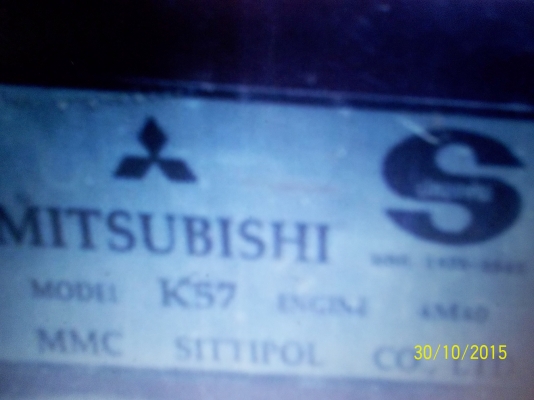 MITSUBISHI
MODEL K57 ENGINE 4M40
MMC SITTIPOL CO., LTD
30/10/2015